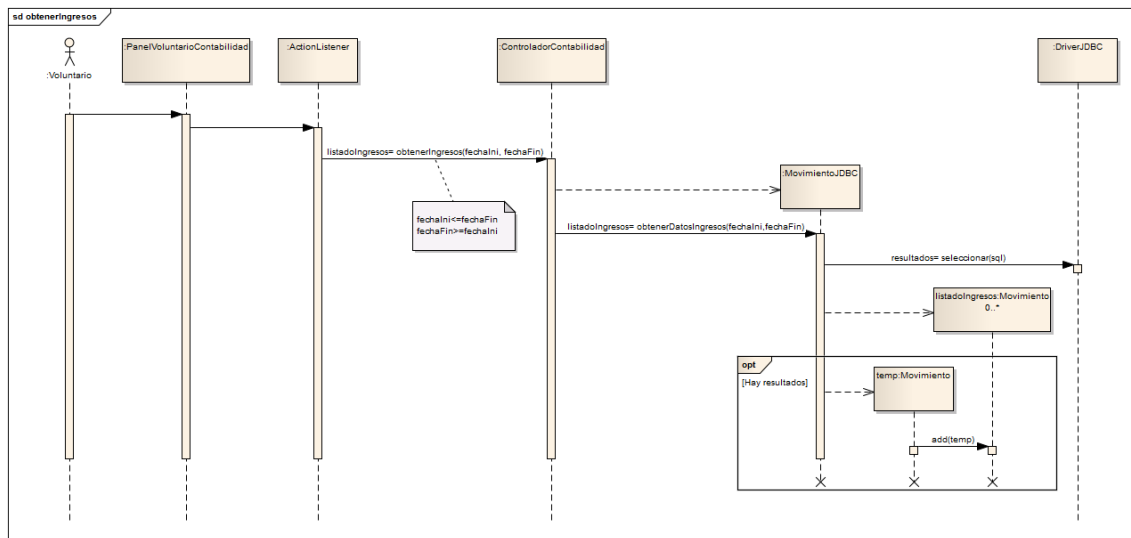 sd obtenerIngresos
:Voluntario
:PanelVoluntarioContabilidad
:ActionListener
:ControladorContabilidad
:DriverJDBC
listadoIngresos= obtenerIngresos(fechaIni, fechaFin)
:MovimientoJDBC
fechaIni<=fechaFin
fechaFin>=fechaIni
listadoIngresos= obtenerDatosIngresos(fechaIni,fechaFin)
resultados= seleccionar(sql)
listadoIngresos:Movimiento
0..*
opt
[Hay resultados]
temp:Movimiento
add(temp)